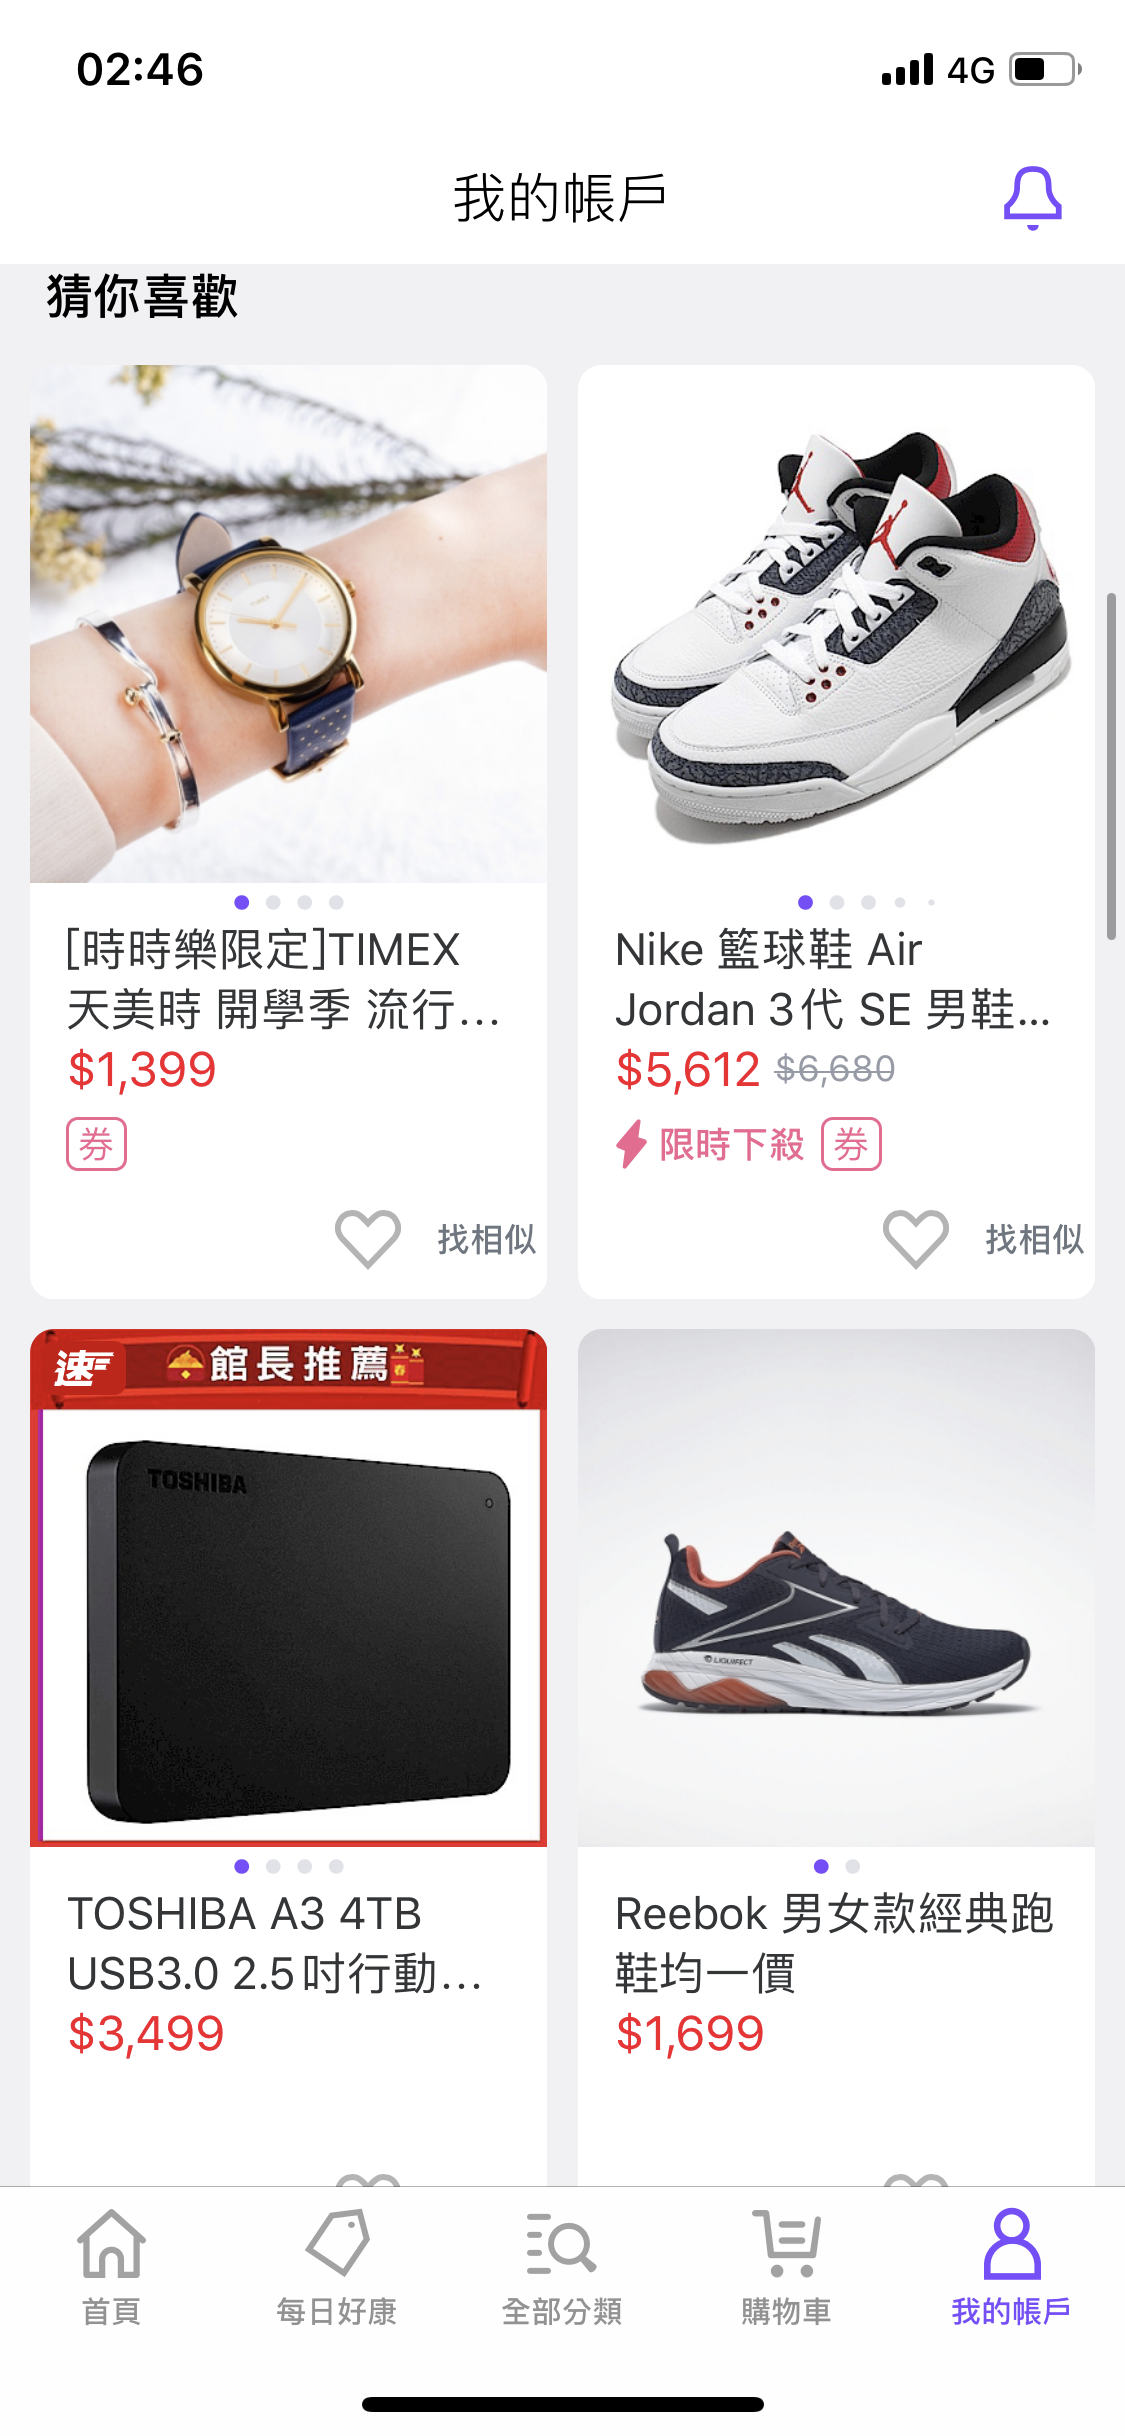 02:46
4G
我的帳戶
猜你喜歡
TIMEX
[時時樂限定]TIMEX
天美時 開學季 流行...
$1,399
券
找相似
Nike 籃球鞋 Air
Jordan 3代 SE 男鞋...
$5,612 $6,680
限時下殺 券
找相似
速
館長推薦
春
TOSHIBA
TOSHIBA A3 4TB
USB3.0 2.5吋行動...
$3,499
LIQUIFECT
Reebok 男女款經典跑
鞋均一價
$1,699
首頁
每日好康
全部分類
購物車
我的帳戶